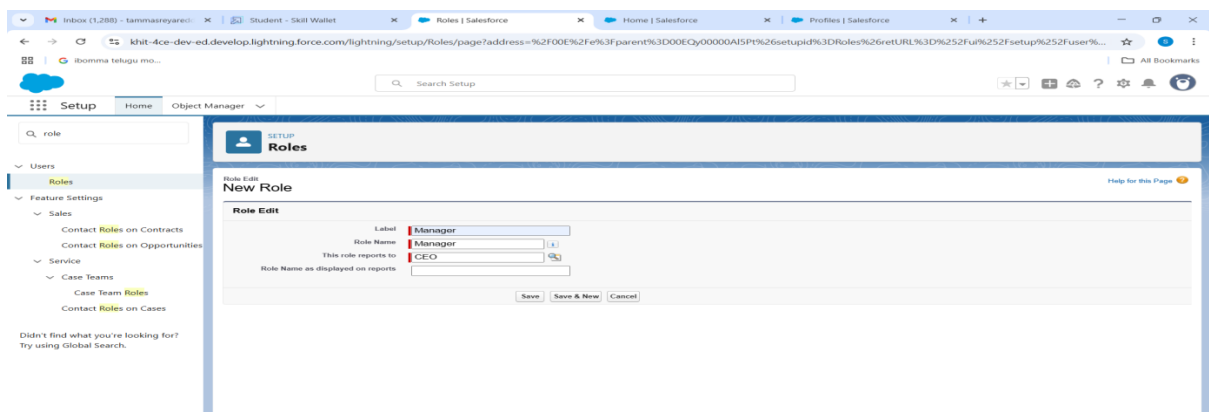 Inbox (1,288) - tammasreyared
Student - Skill Wallet
Roles | Salesforce
Home | Salesforce
Profiles | Salesforce
khit-4ce-dev-ed.develop.lightning.force.com/lightning/setup/Roles/page?address=%2F00E%2Fe%3Fparent%3D00EQy00000Al5Pt%26setupid%3DRoles%26retURL%3D%252Fui%252Fsetup%252Fuser%...
S
ibomma telugu mo...
All Bookmarks
Search Setup
Setup
Home
Object Manager
role
SETUP
Roles
Users
Roles
Feature Settings
Sales
Contact Roles on Contracts
Contact Roles on Opportunities
Service
Case Teams
Case Team Roles
Contact Roles on Cases
Didn't find what you're looking for?
Try using Global Search.
Role Edit
New Role
Help for this Page
Role Edit
Label Manager
Role Name Manager
This role reports to CEO
Role Name as displayed on reports
Save Save & New Cancel